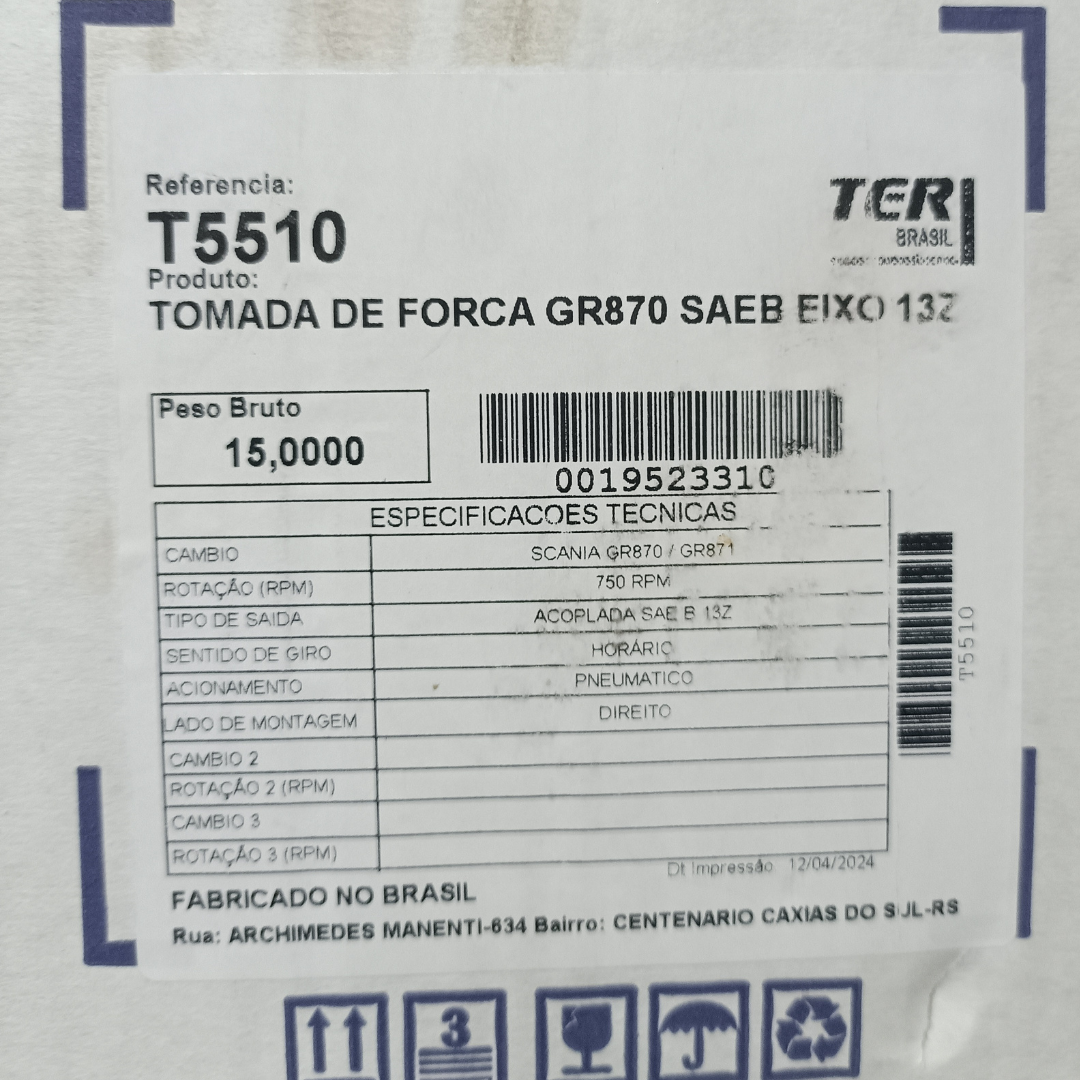 Referencia:
T5510
TER
BRASIL
Produto:
TOMADA DE FORCA GR870 SAEB EIXO 13Z
Peso Bruto
15,0000
0019523310
ESPECIFICACOES TECNICAS
CAMBIO SCANIA GR870 / GR871
ROTAÇÃO (RPM) 750 RPM
TIPO DE SAIDA ACOPLADA SAE B 13Z
SENTIDO DE GIRO HORÁRIO
ACIONAMENTO PNEUMATICO
LADO DE MONTAGEM DIREITO
CAMBIO 2
ROTAÇÃO 2 (RPM)
CAMBIO 3
ROTAÇÃO 3 (RPM)
T5510
Dt Impressão 12/04/2024
FABRICADO NO BRASIL
Rua: ARCHIMEDES MANENTI-634 Bairro: CENTENARIO CAXIAS DO SUL-RS
3